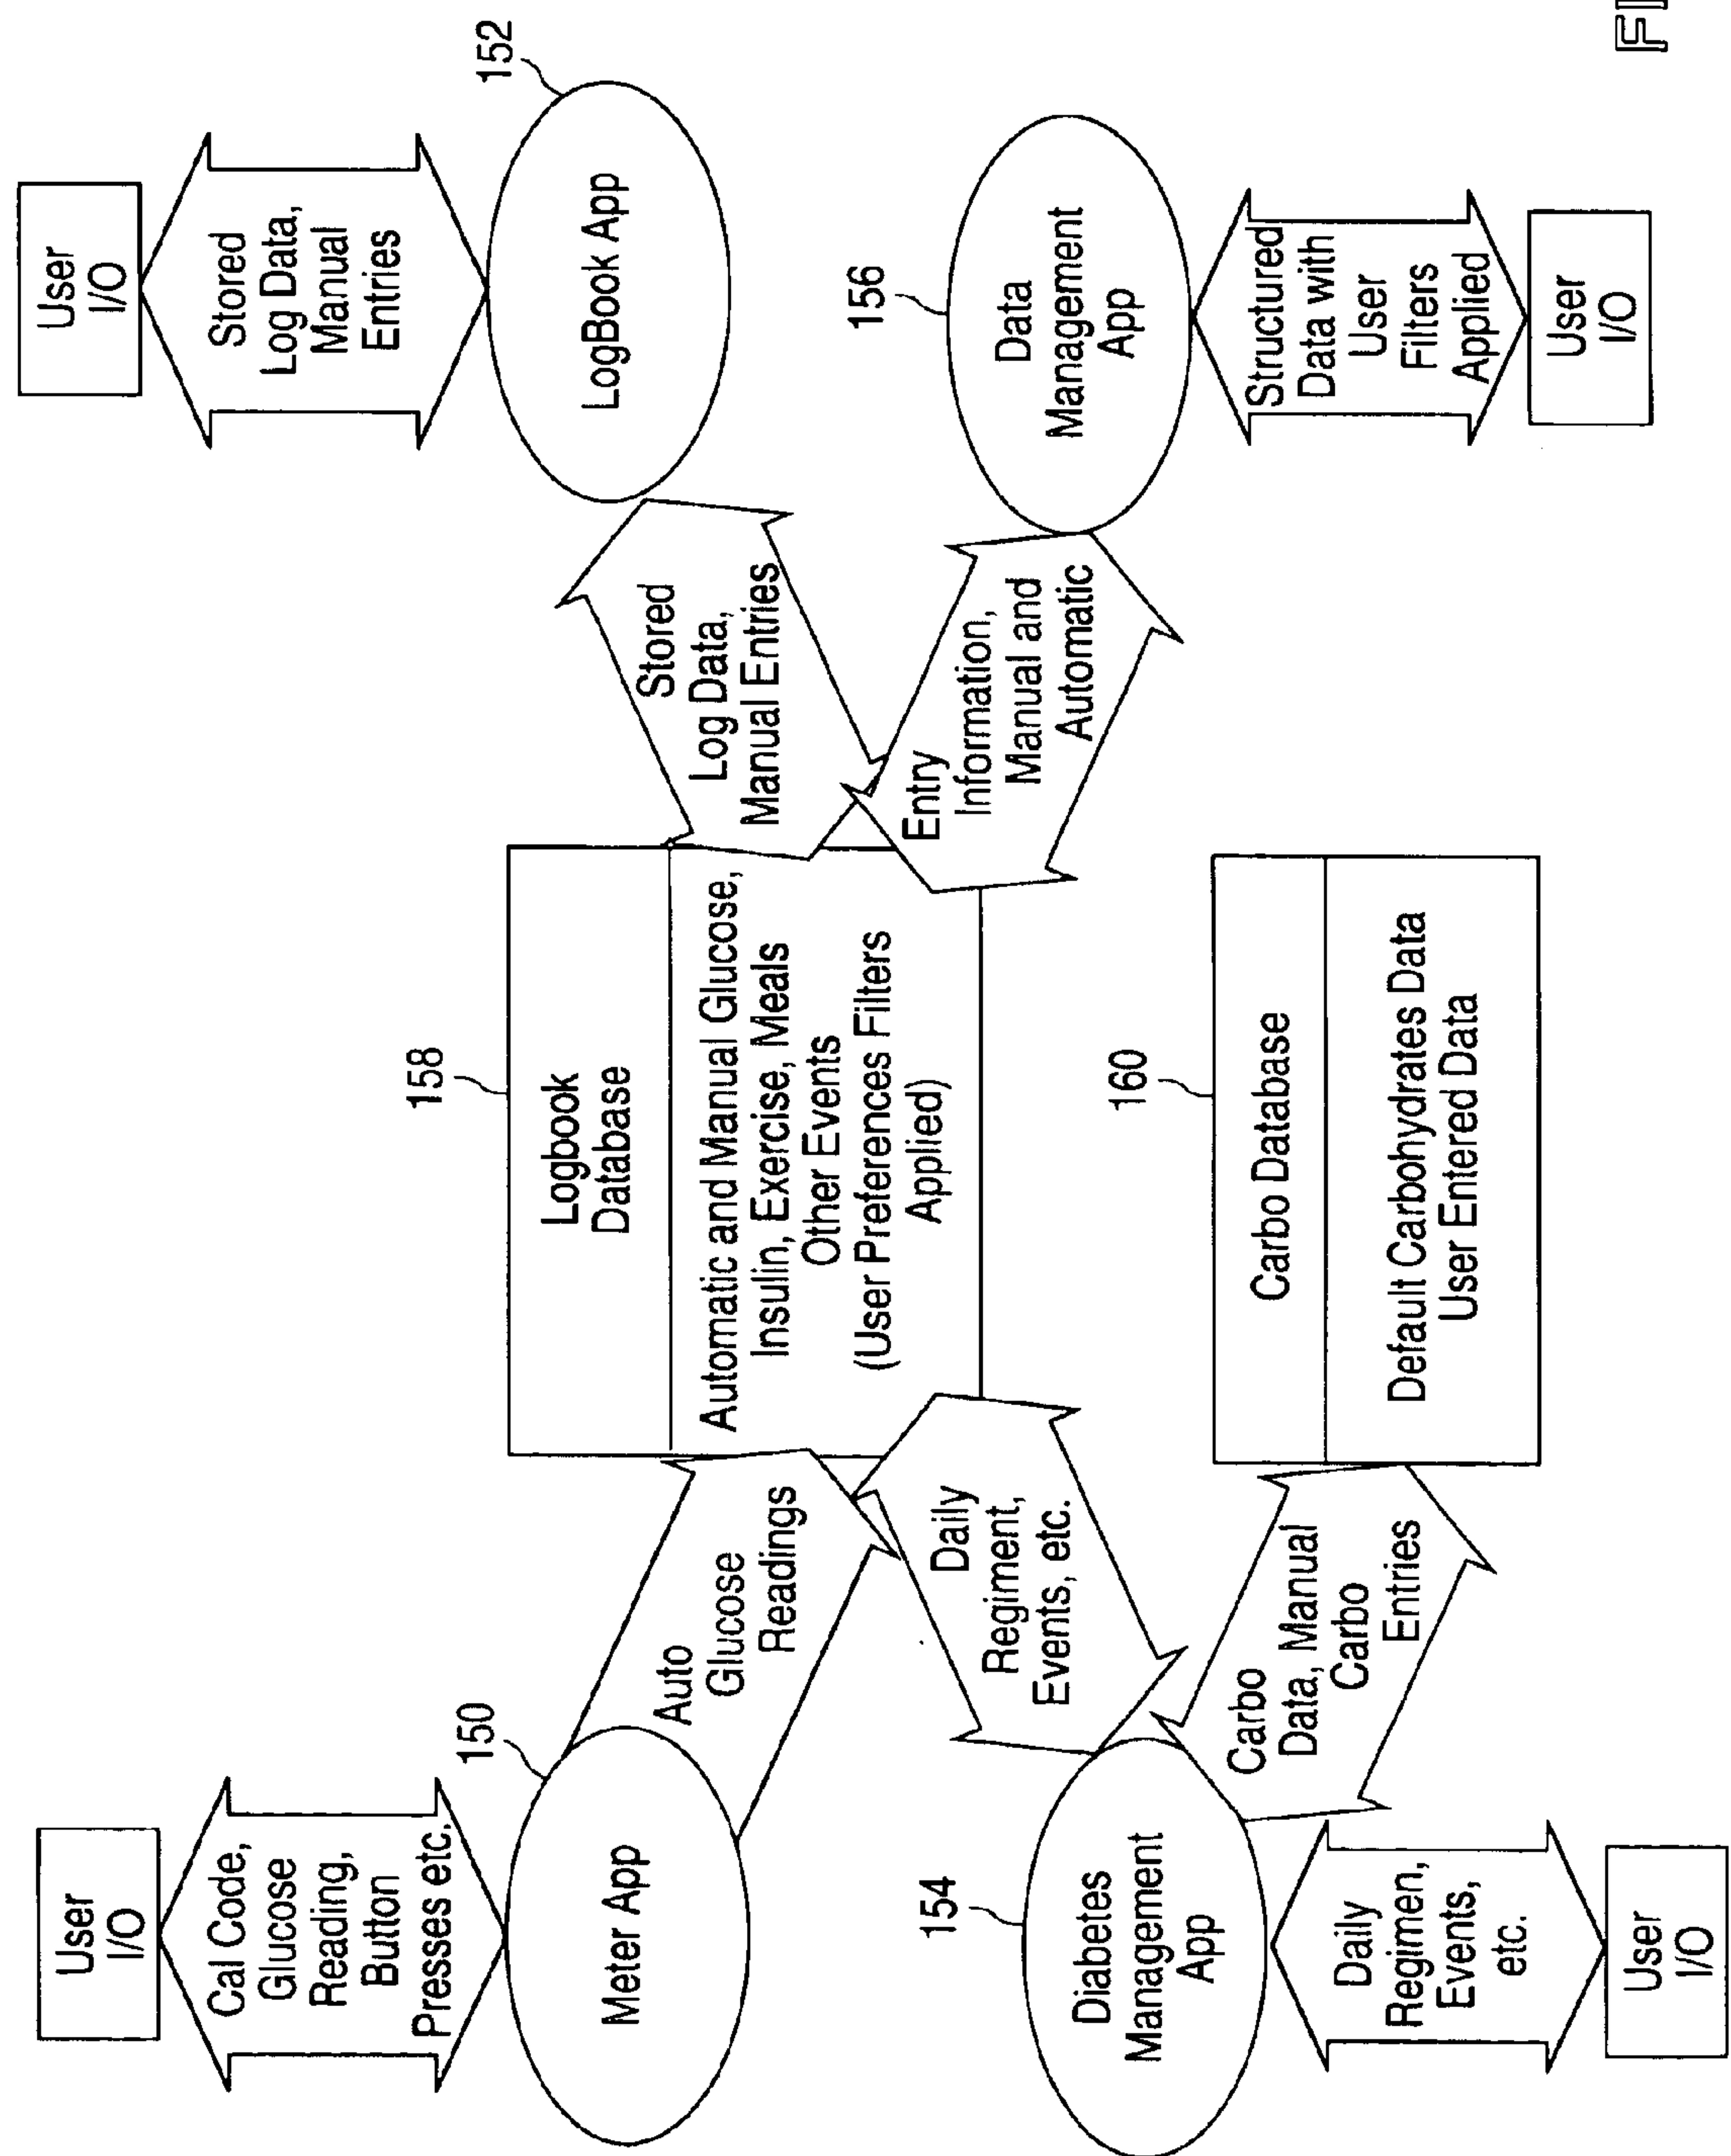 User
I/O
Cal Code,
Glucose
Reading,
Button
Presses etc.
150
Meter App
Auto
Glucose
Readings
158
Logbook
Database
Automatic and Manual Glucose,
Insulin, Exercise, Meals
Other Events
(User Preferences Filters
Applied)
User
I/O
Stored
Log Data,
Manual
Entries
152
LogBook App
Stored
Log Data,
Manual Entries
154
Diabetes
Management
App
Daily
Regiment,
Events, etc.
Daily
Regimen,
Events,
etc.
User
I/O
Carbo
Data, Manual
Carbo
Entries
160
Carbo Database
Default Carbohydrates Data
User Entered Data
Entry
Information,
Manual and
Automatic
156
Data
Management
App
Structured
Data with
User
Filters
Applied
User
I/O